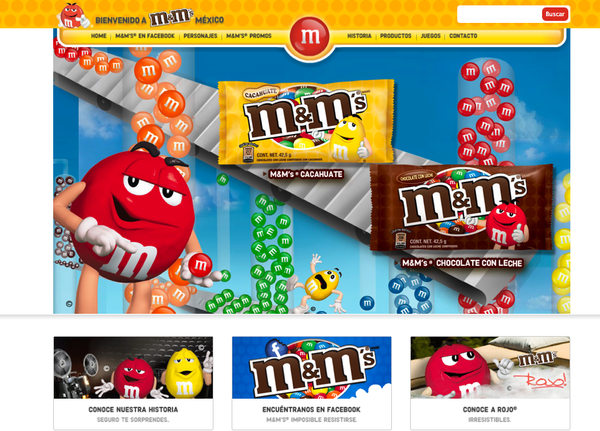 BIENVENIDO A m&m's MÉXICO
Buscar
HOME | M&M'S® EN FACEBOOK | PERSONAJES | M&M'S® PROMOS
m
HISTORIA | PRODUCTOS | JUEGOS | CONTACTO
CACAHUATE
m&m's
CONT. NET. 42,5 g
M&M's® CACAHUATE
CHOCOLATE CON LECHE
m&m's
CONT. NET. 42,5 g
M&M's® CHOCOLATE CON LECHE
m&m's
m&m's
Rojo!
CONOCE NUESTRA HISTORIA
SEGURO TE SORPRENDES.
ENCUÉNTRANOS EN FACEBOOK
M&M'S® IMPOSIBLE RESISTIRSE.
CONOCE A ROJO®
IRRESISTIBLES.